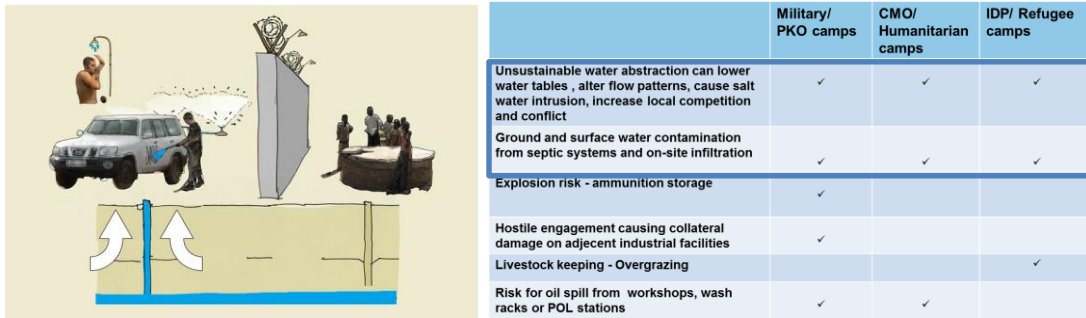 Military/
PKO camps
CMO/
Humanitarian
camps
IDP/ Refugee
camps
Unsustainable water abstraction can lower
water tables , alter flow patterns, cause salt
water intrusion, increase local competition
and conflict
✓ ✓ ✓
Ground and surface water contamination
from septic systems and on-site infiltration
✓ ✓ ✓
Explosion risk - ammunition storage
✓
Hostile engagement causing collateral
damage on adjecent industrial facilities
✓
Livestock keeping - Overgrazing
✓
Risk for oil spill from workshops, wash
racks or POL stations
✓ ✓